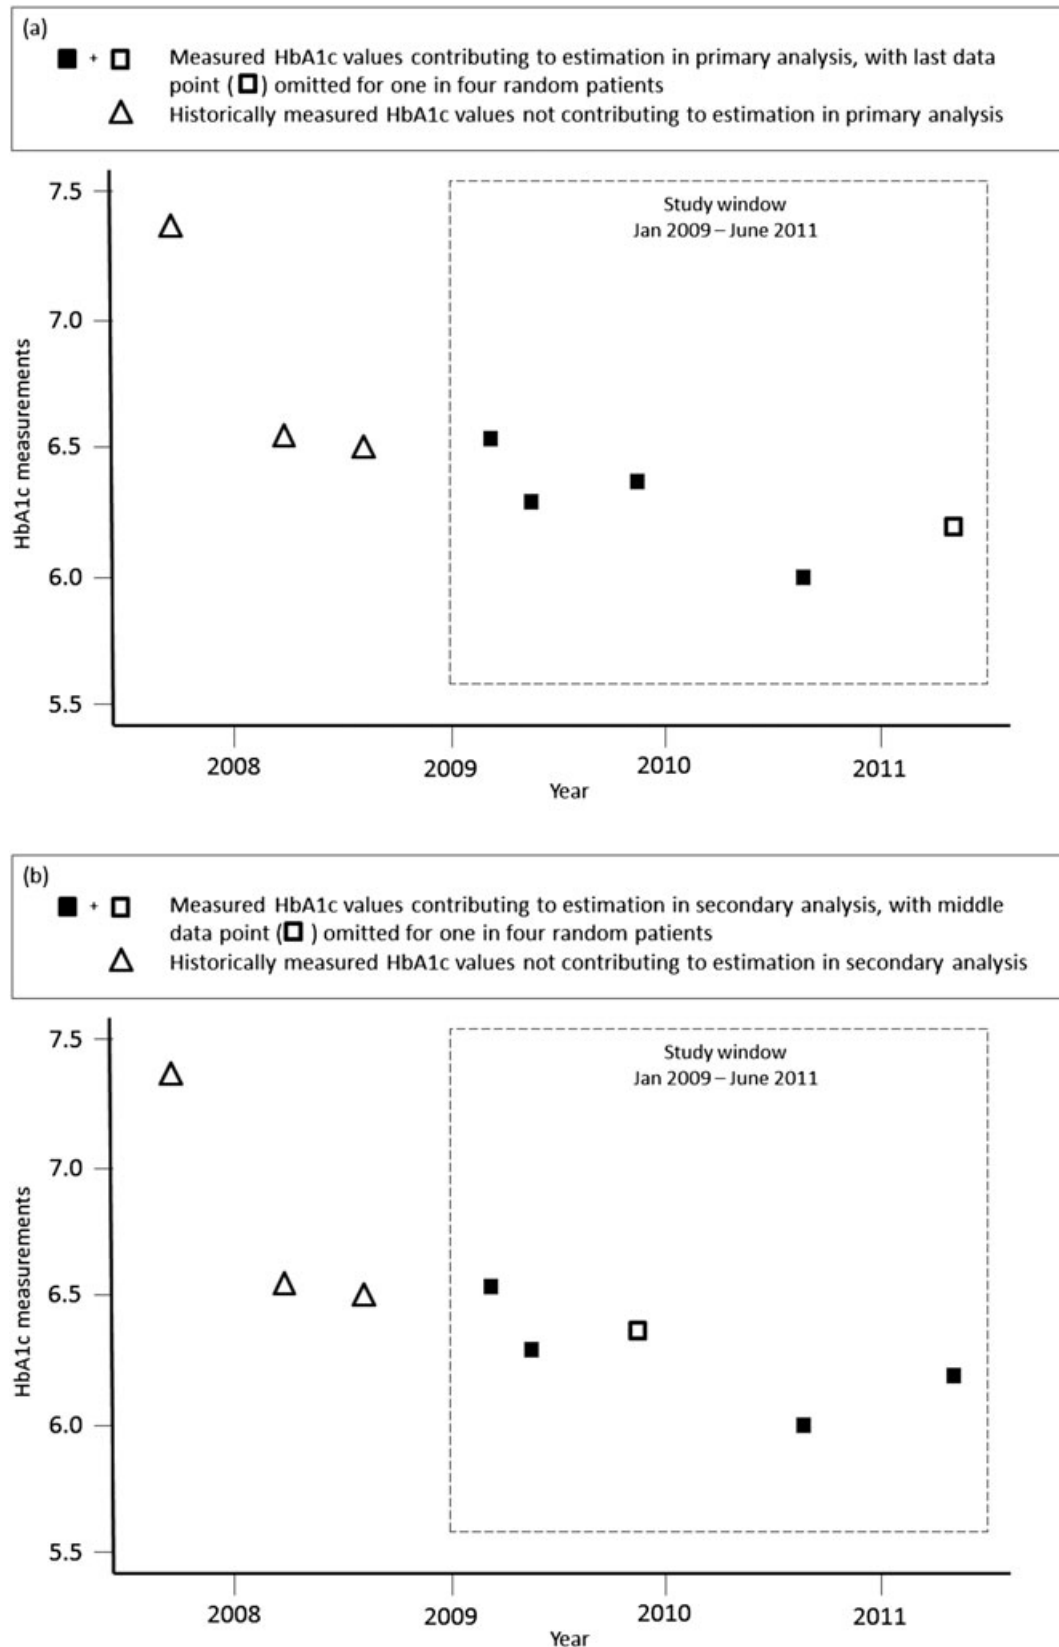 (a)
+ Measured HbA1c values contributing to estimation in primary analysis, with last data
point ( ) omitted for one in four random patients
Historically measured HbA1c values not contributing to estimation in primary analysis
7.5
Study window
Jan 2009 – June 2011
7.0
HbA1c measurements
6.5
6.0
5.5
2008 2009 2010 2011
Year
(b)
+ Measured HbA1c values contributing to estimation in secondary analysis, with middle
data point ( ) omitted for one in four random patients
Historically measured HbA1c values not contributing to estimation in secondary analysis
7.5
Study window
Jan 2009 – June 2011
7.0
HbA1c measurements
6.5
6.0
5.5
2008 2009 2010 2011
Year